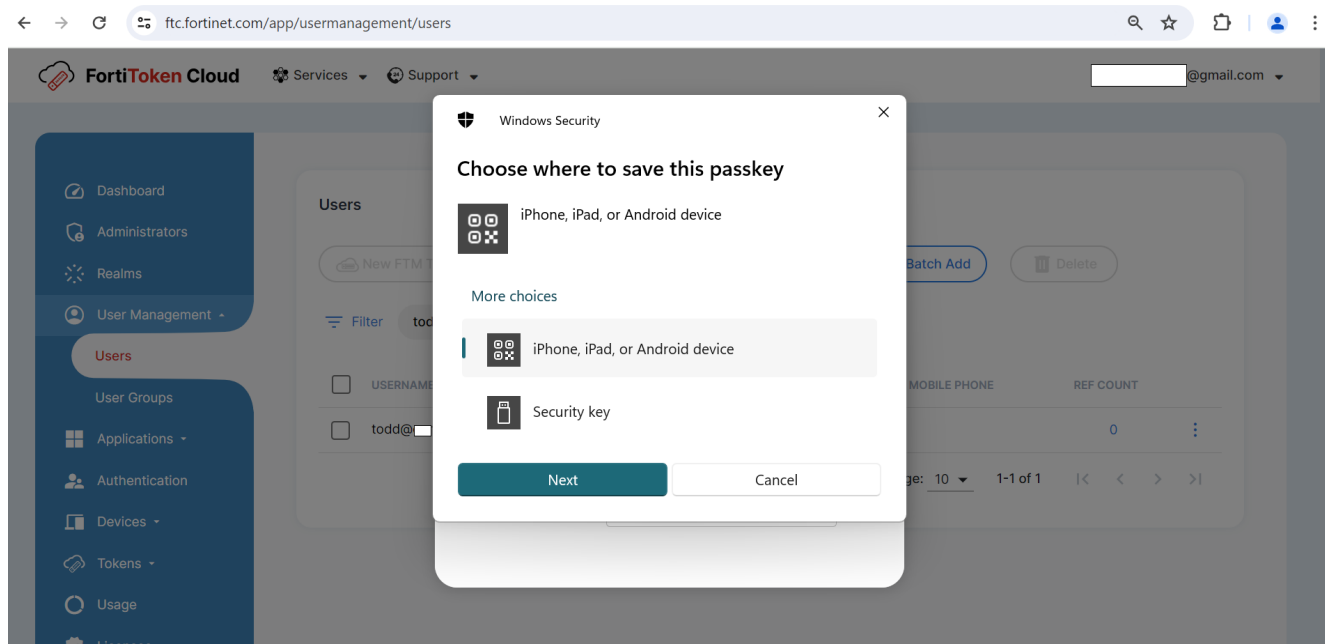 ftc.fortinet.com/app/usermanagement/users
FortiToken Cloud
Services
Support
@gmail.com
Windows Security
Choose where to save this passkey
iPhone, iPad, or Android device
More choices
iPhone, iPad, or Android device
Security key
Next
Cancel
Dashboard
Administrators
Realms
User Management
Users
User Groups
Applications
Authentication
Devices
Tokens
Usage
Users
New FTM
Batch Add
Delete
Filter
USERNAME
MOBILE PHONE
REF COUNT
todd@
0
10
1-1 of 1